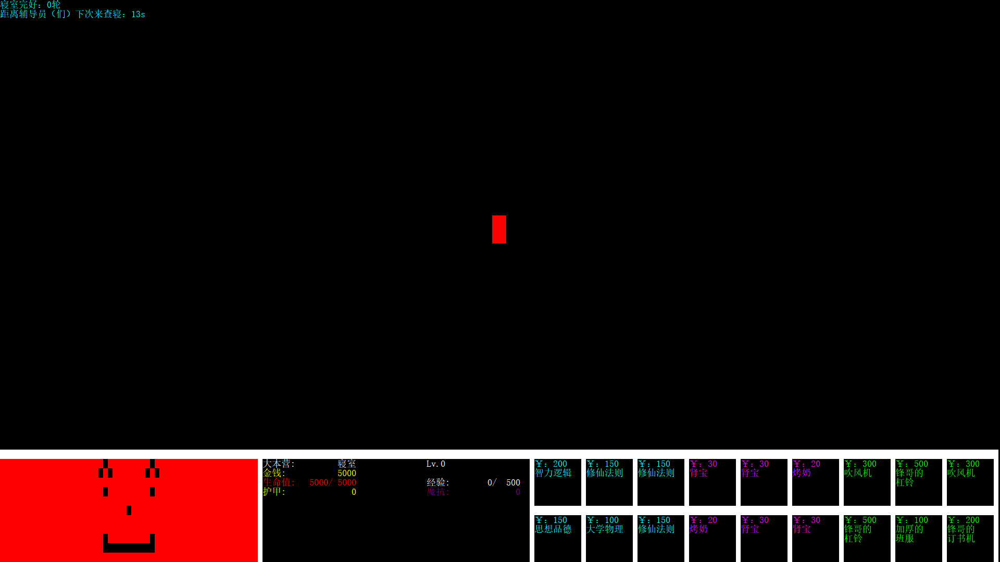 寝室完好：0轮
距离辅导员（们）下次来查寝：13s
大本营： 寝室 Lv.0
金钱： 5000
生命值： 5000/ 5000 经验： 0/ 500
护甲： 0 魔抗： 0
￥：200
智力逻辑
￥：150
修仙法则
￥：150
修仙法则
￥：30
肾宝
￥：30
肾宝
￥：20
烤奶
￥：300
吹风机
￥：500
锋哥的
杠铃
￥：300
吹风机
￥：150
思想品德
￥：100
大学物理
￥：150
修仙法则
￥：20
烤奶
￥：30
肾宝
￥：30
肾宝
￥：500
锋哥的
杠铃
￥：100
加厚的
班服
￥：200
锋哥的
订书机